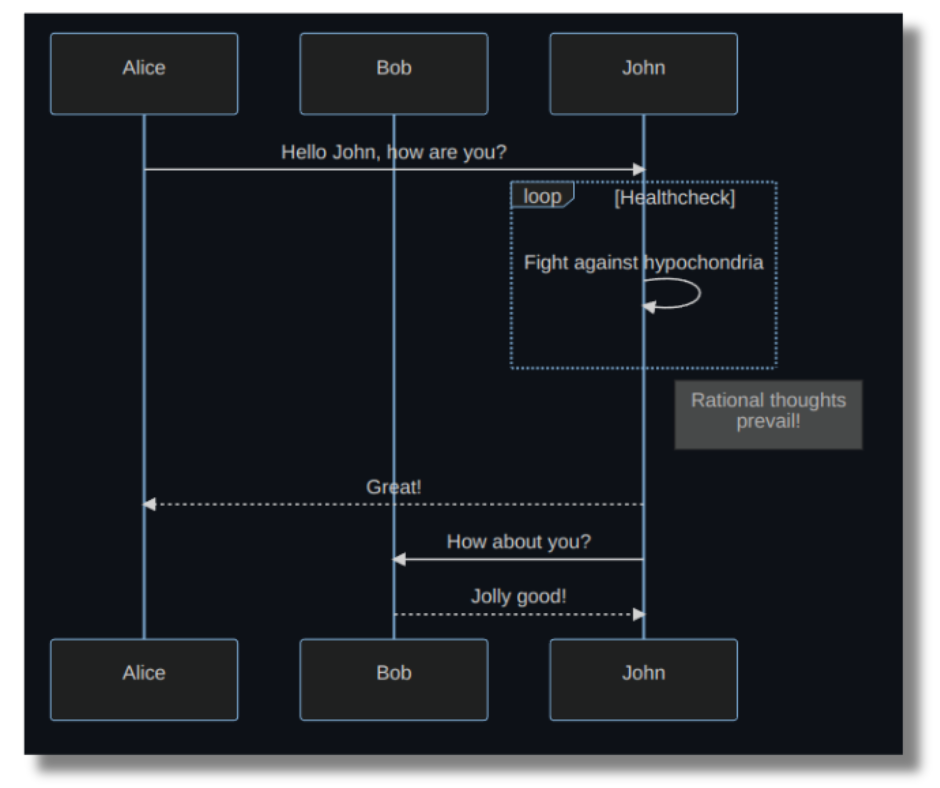 Alice
Bob
John
Hello John, how are you?
loop
[Healthcheck]
Fight against hypochondria
Rational thoughts
prevail!
Great!
How about you?
Jolly good!
Alice
Bob
John